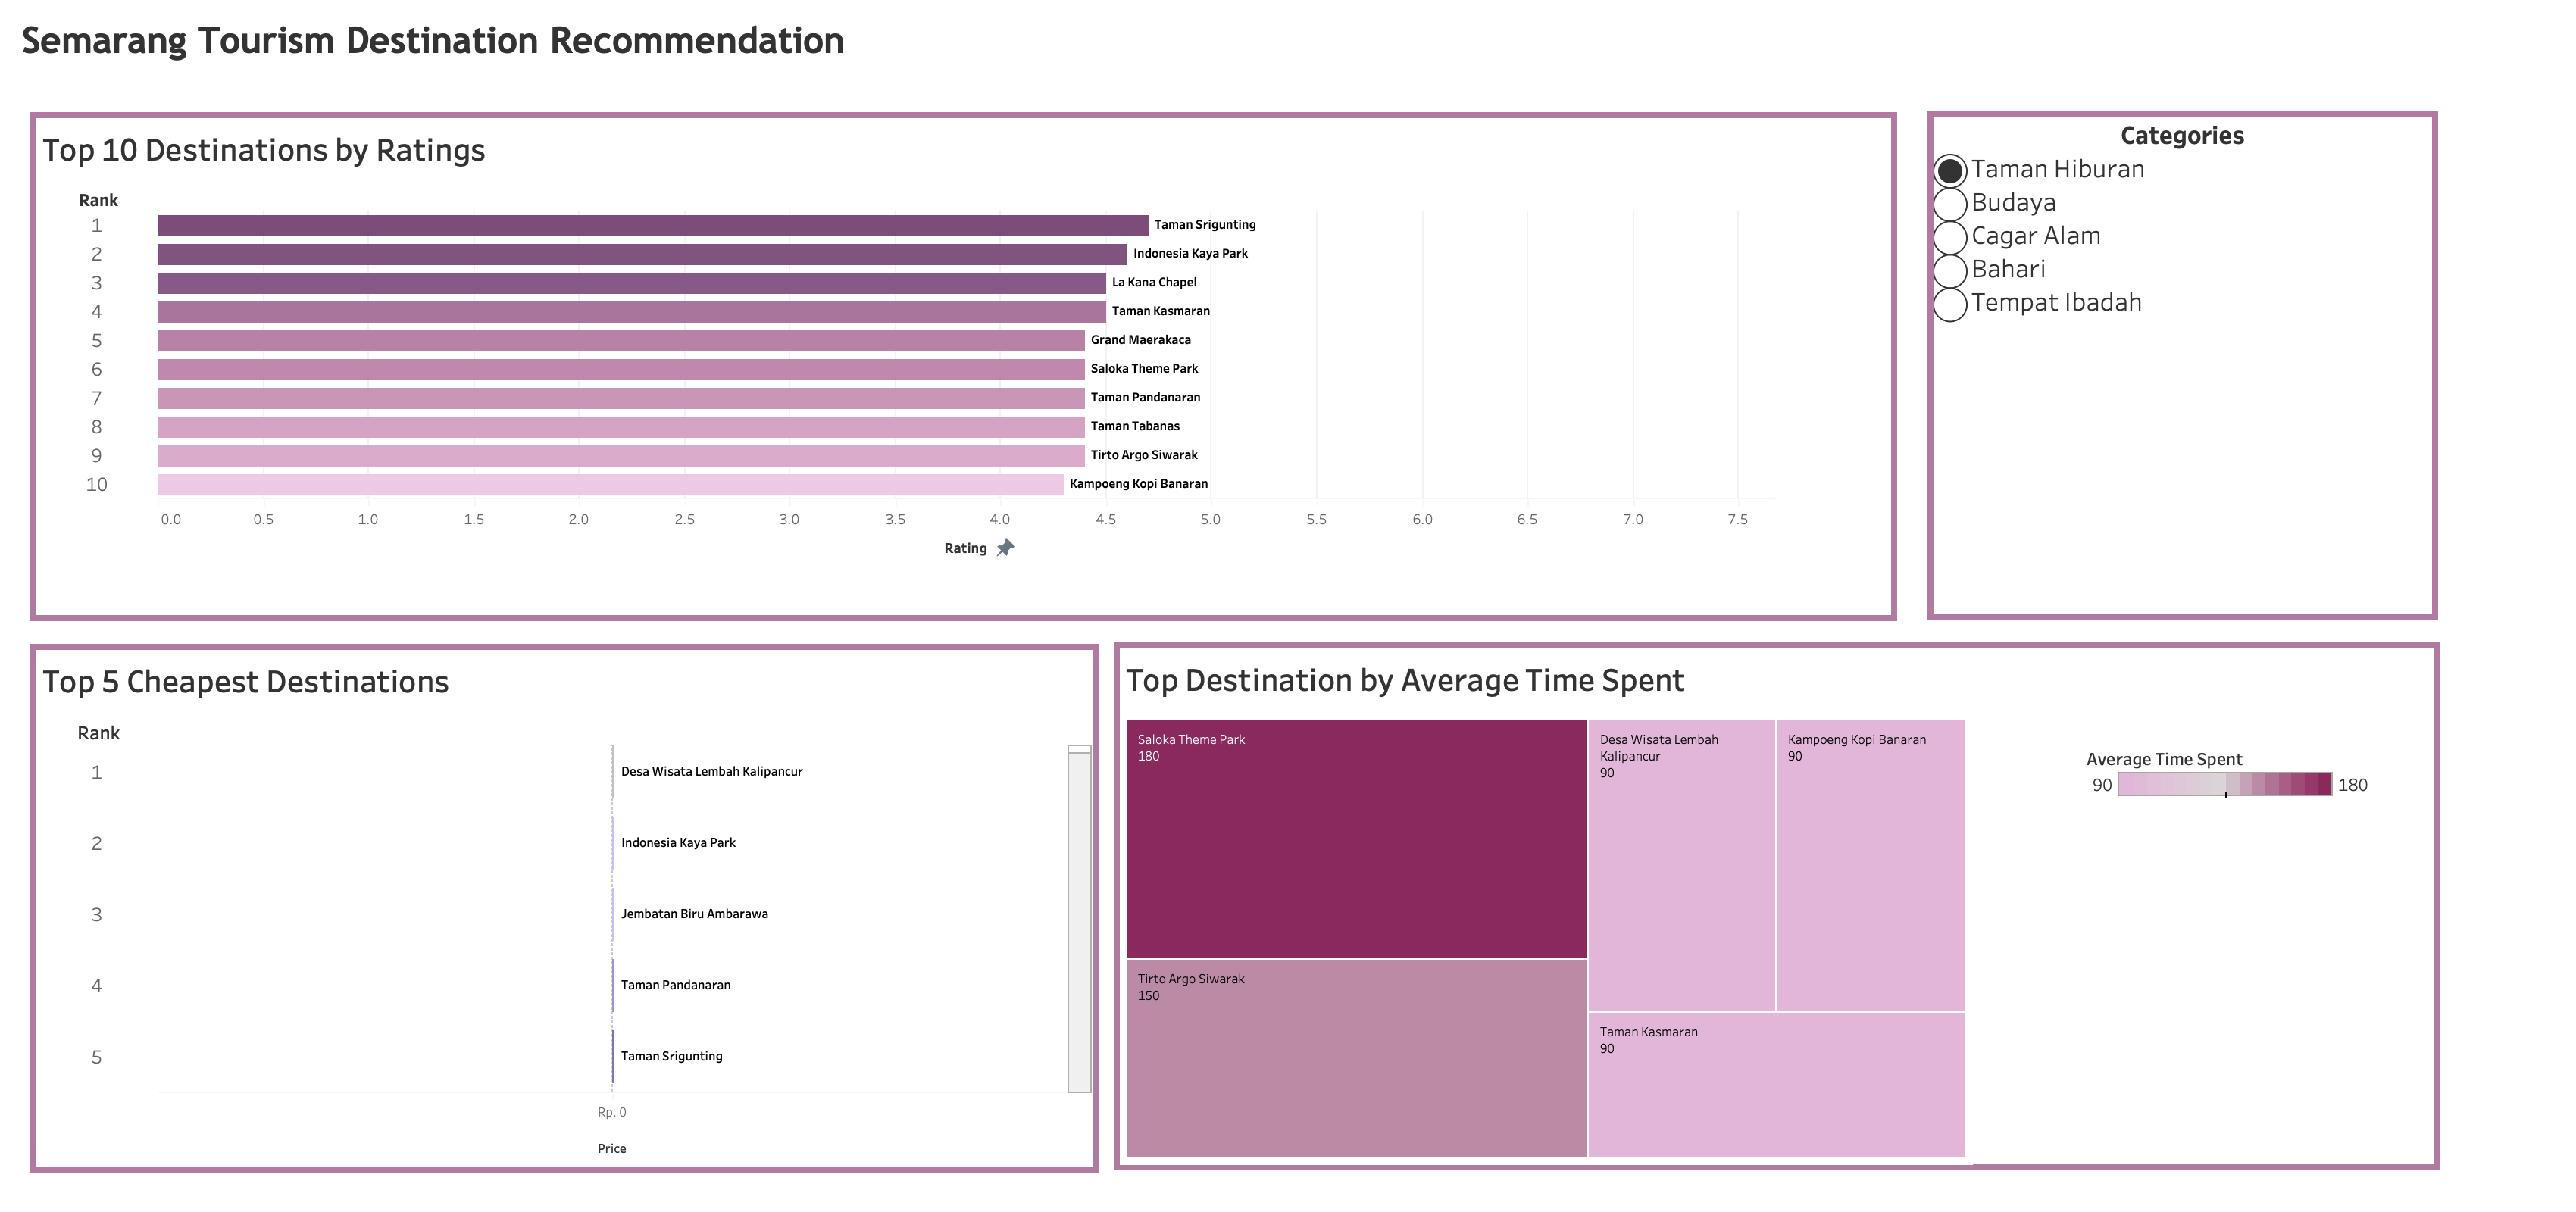 Semarang Tourism Destination Recommendation
Top 10 Destinations by Ratings
Rank
1
Taman Srigunting
2
Indonesia Kaya Park
3
La Kana Chapel
4
Taman Kasmaran
5
Grand Maerakaca
6
Saloka Theme Park
7
Taman Pandanaran
8
Taman Tabanas
9
Tirto Argo Siwarak
10
Kampoeng Kopi Banaran
0.0 0.5 1.0 1.5 2.0 2.5 3.0 3.5 4.0 4.5 5.0 5.5 6.0 6.5 7.0 7.5
Rating
Categories
Taman Hiburan
Budaya
Cagar Alam
Bahari
Tempat Ibadah
Top 5 Cheapest Destinations
Rank
1
Desa Wisata Lembah Kalipancur
2
Indonesia Kaya Park
3
Jembatan Biru Ambarawa
4
Taman Pandanaran
5
Taman Srigunting
Rp. 0
Price
Top Destination by Average Time Spent
Saloka Theme Park
180
Tirto Argo Siwarak
150
Desa Wisata Lembah
Kalipancur
90
Kampoeng Kopi Banaran
90
Taman Kasmaran
90
Average Time Spent
90 180